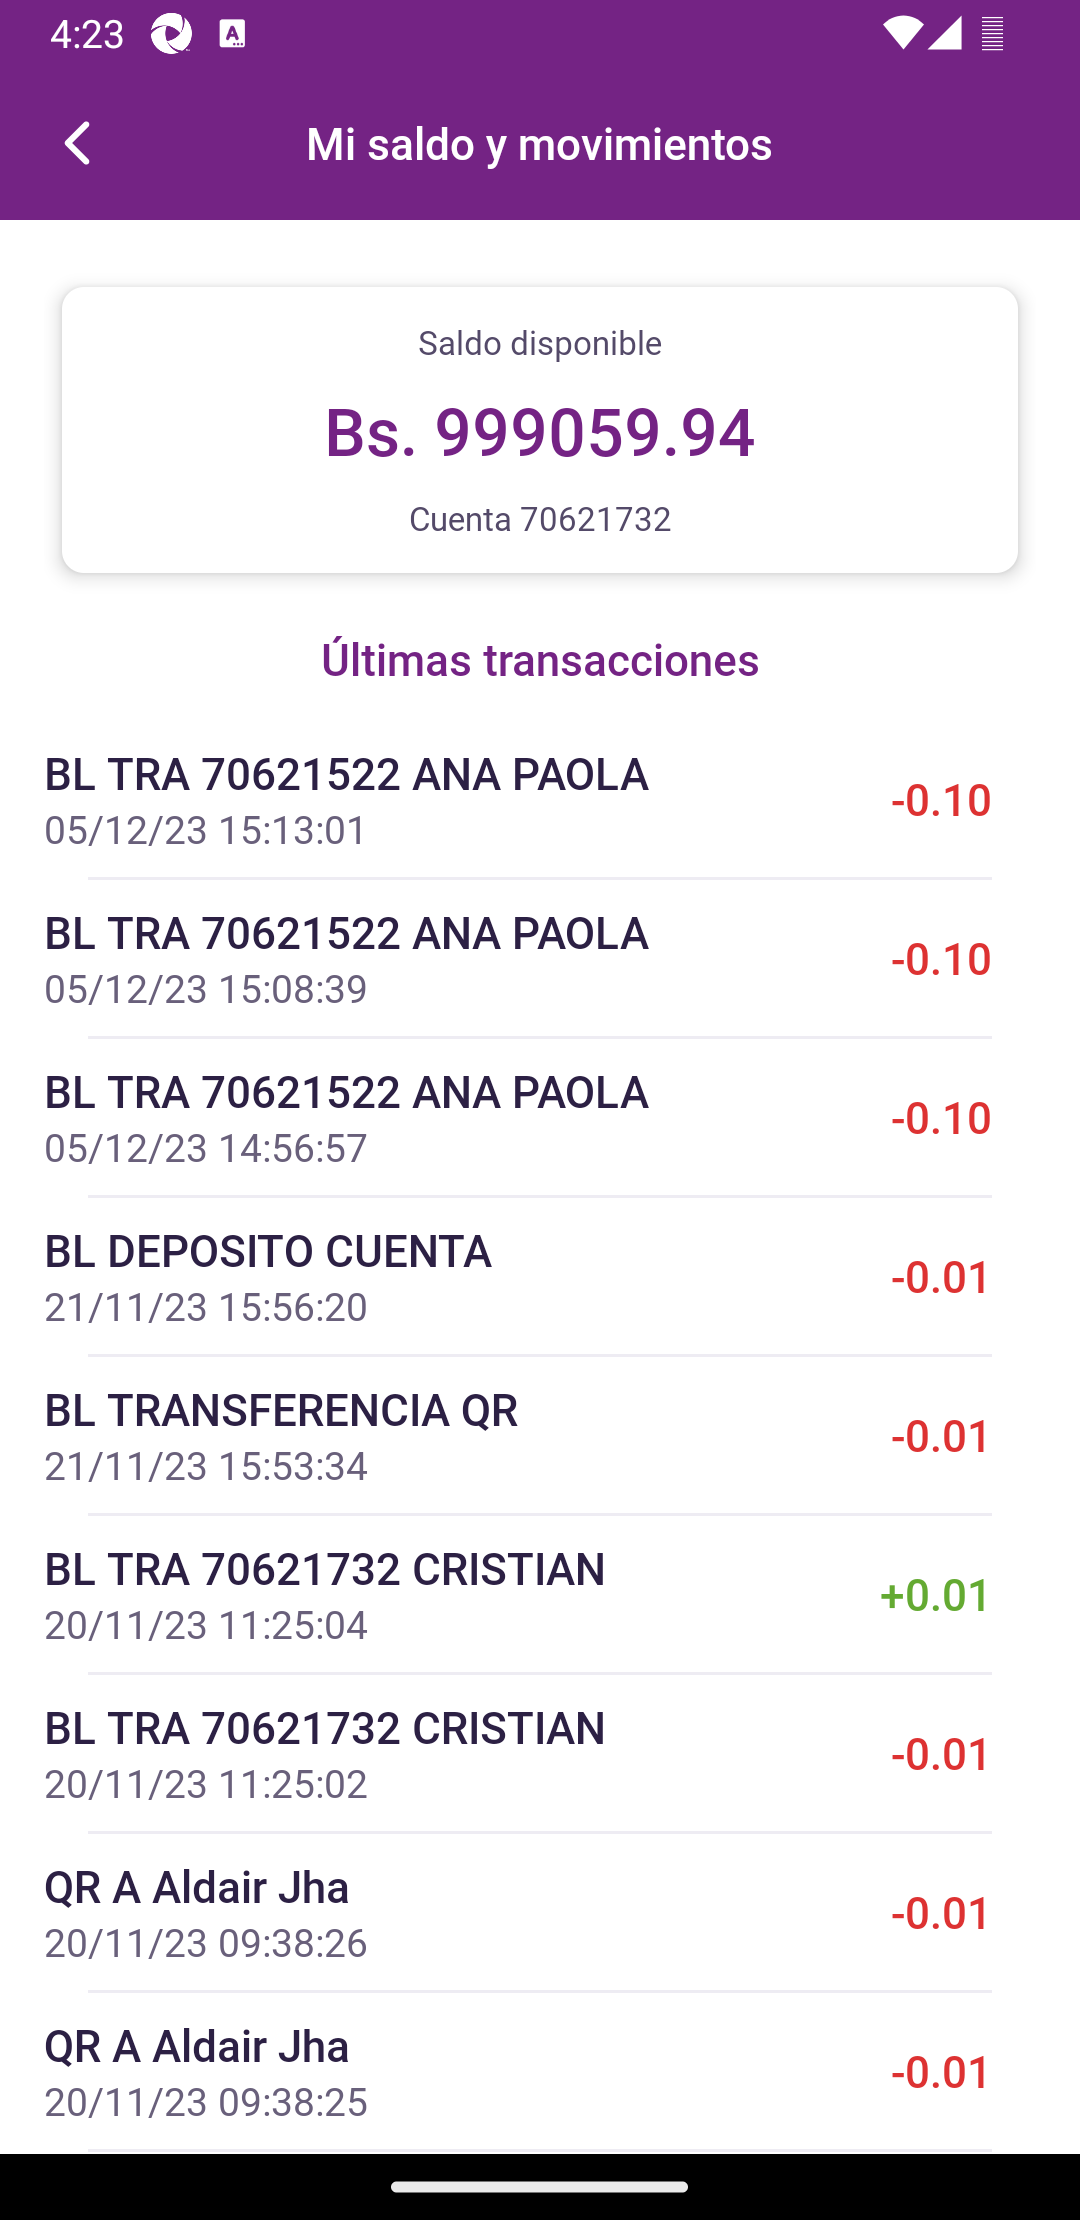 4:23
Mi saldo y movimientos
Saldo disponible
Bs. 999059.94
Cuenta 70621732
Últimas transacciones
BL TRA 70621522 ANA PAOLA
-0.10
05/12/23 15:13:01
BL TRA 70621522 ANA PAOLA
-0.10
05/12/23 15:08:39
BL TRA 70621522 ANA PAOLA
-0.10
05/12/23 14:56:57
BL DEPOSITO CUENTA
-0.01
21/11/23 15:56:20
BL TRANSFERENCIA QR
-0.01
21/11/23 15:53:34
BL TRA 70621732 CRISTIAN
+0.01
20/11/23 11:25:04
BL TRA 70621732 CRISTIAN
-0.01
20/11/23 11:25:02
QR A Aldair Jha
-0.01
20/11/23 09:38:26
QR A Aldair Jha
-0.01
20/11/23 09:38:25